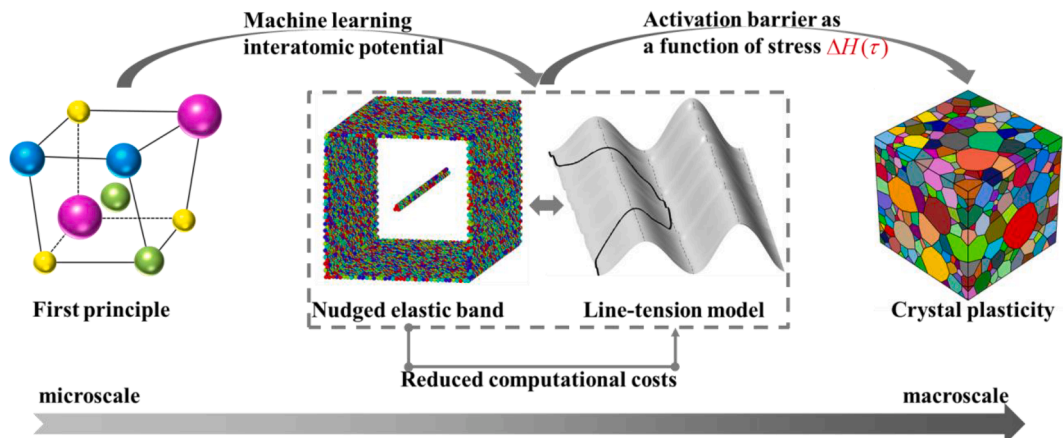 Machine learning
interatomic potential
Activation barrier as
a function of stress ΔH(τ)
First principle
Nudged elastic band
Line-tension model
Crystal plasticity
Reduced computational costs
microscale
macroscale